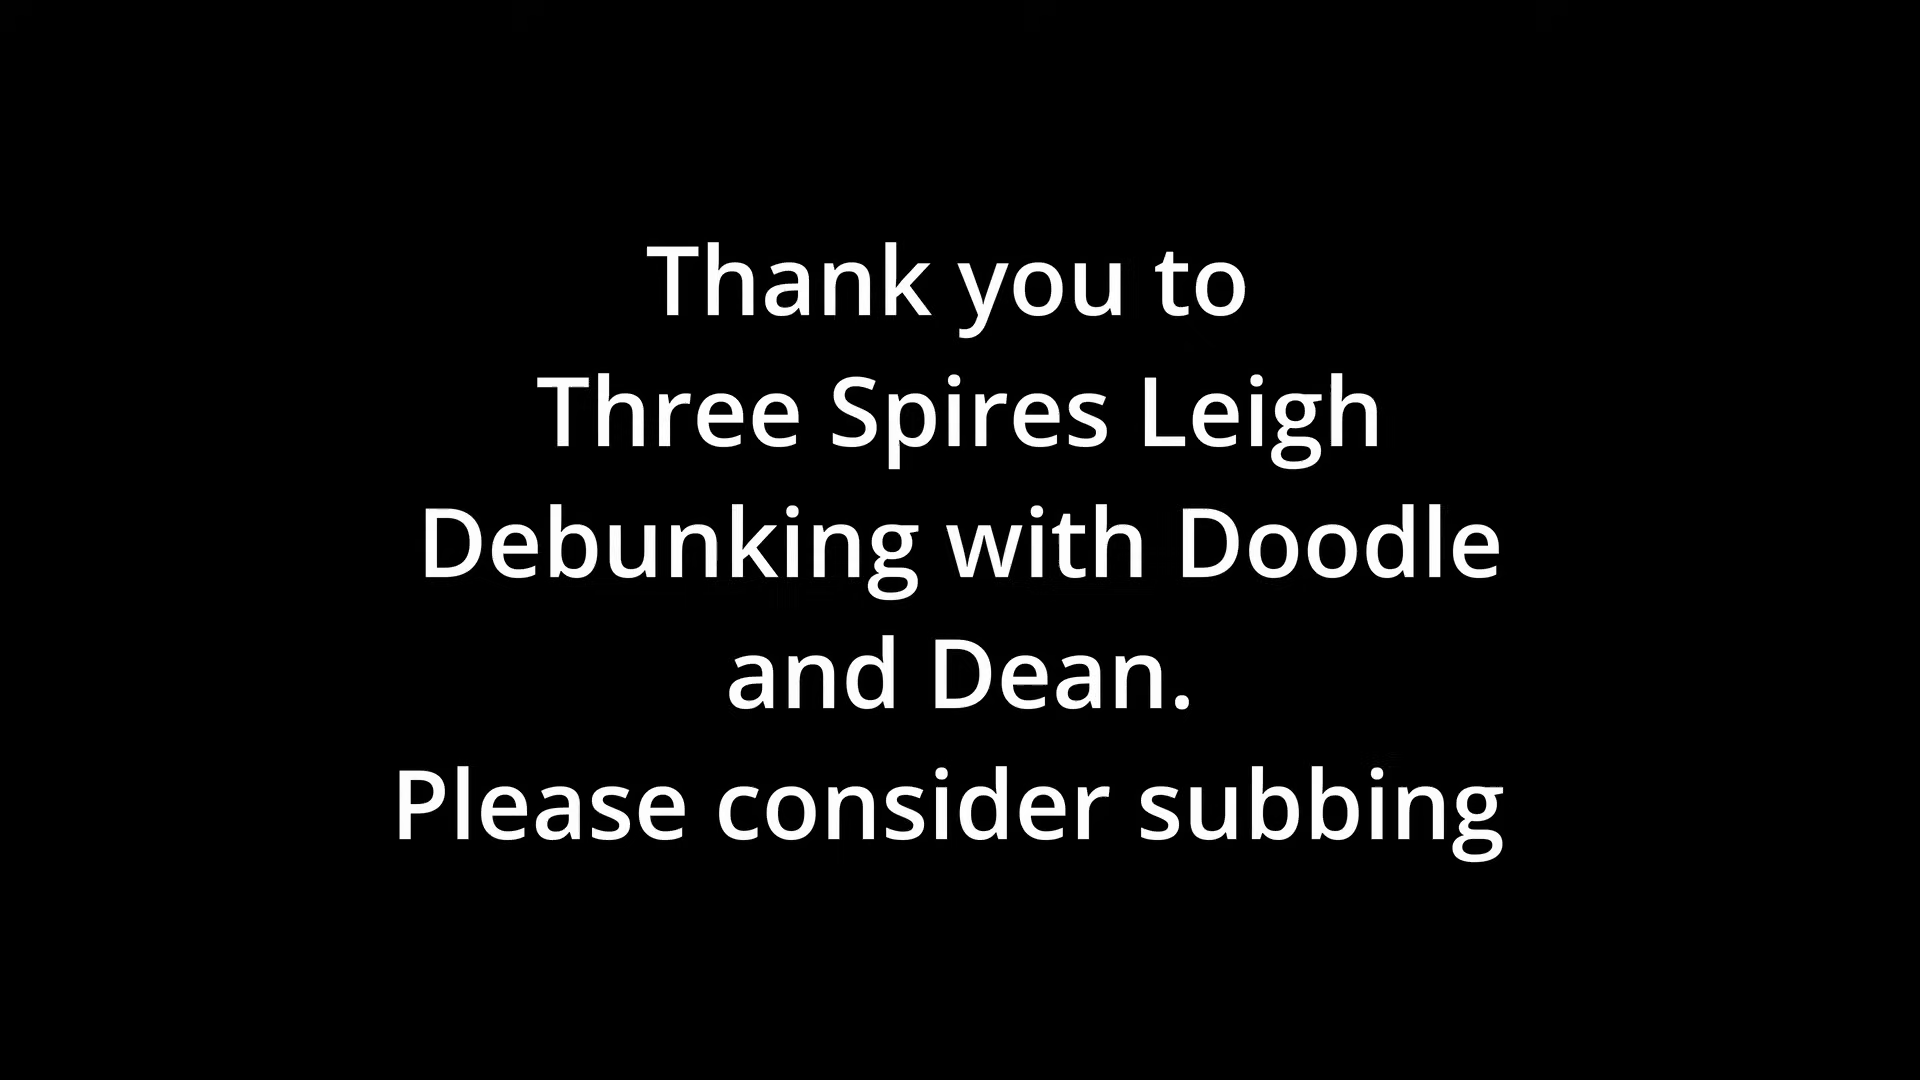 Thank you to
Three Spires Leigh
Debunking with Doodle
and Dean.
Please consider subbing